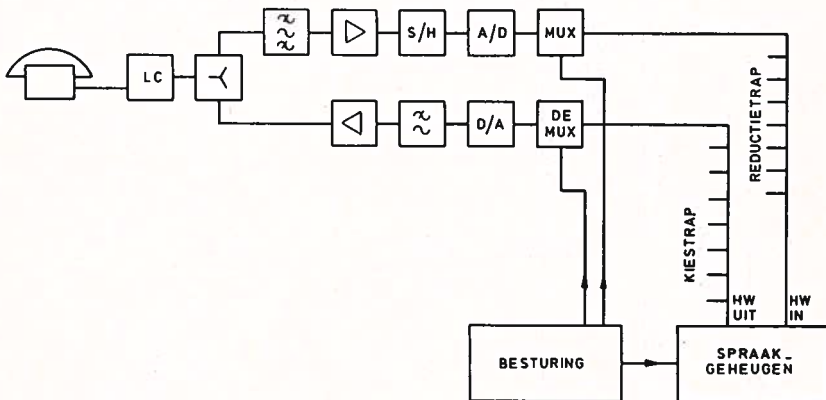 LC
S/H
A/D
MUX
D/A
DE
MUX
REDUCTIETRAP
KIESTRAP
HW
UIT
HW
IN
BESTURING
SPRAAK_
GEHEUGEN